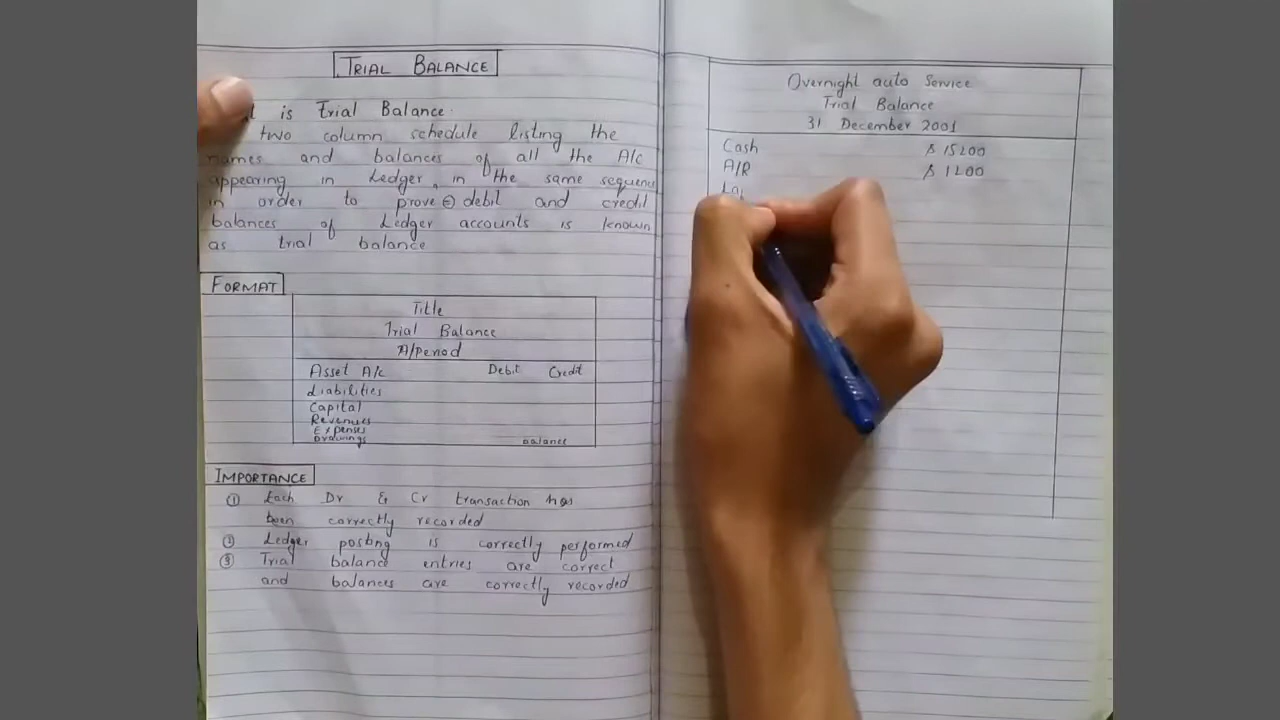 TRIAL BALANCE
is Trial Balance.
two column schedule listing the
names and balances of all the A/c
appearing in Ledger, in the same sequence
in order to prove = debit and credit
balances of Ledger accounts is known
as trial balance
FORMAT
Title
Trial Balance
A/Period
Asset A/c Debit Credit
Liabilities
Capital
Revenues
Expenses
Drawings balance
IMPORTANCE
① Each Dr & Cr transaction has
been correctly recorded
② Ledger posting is correctly performed
③ Trial balance entries are correct
and balances are correctly recorded
Overnight auto Service
Trial Balance
31 December 2001
Cash $ 15200
A/R $ 1200